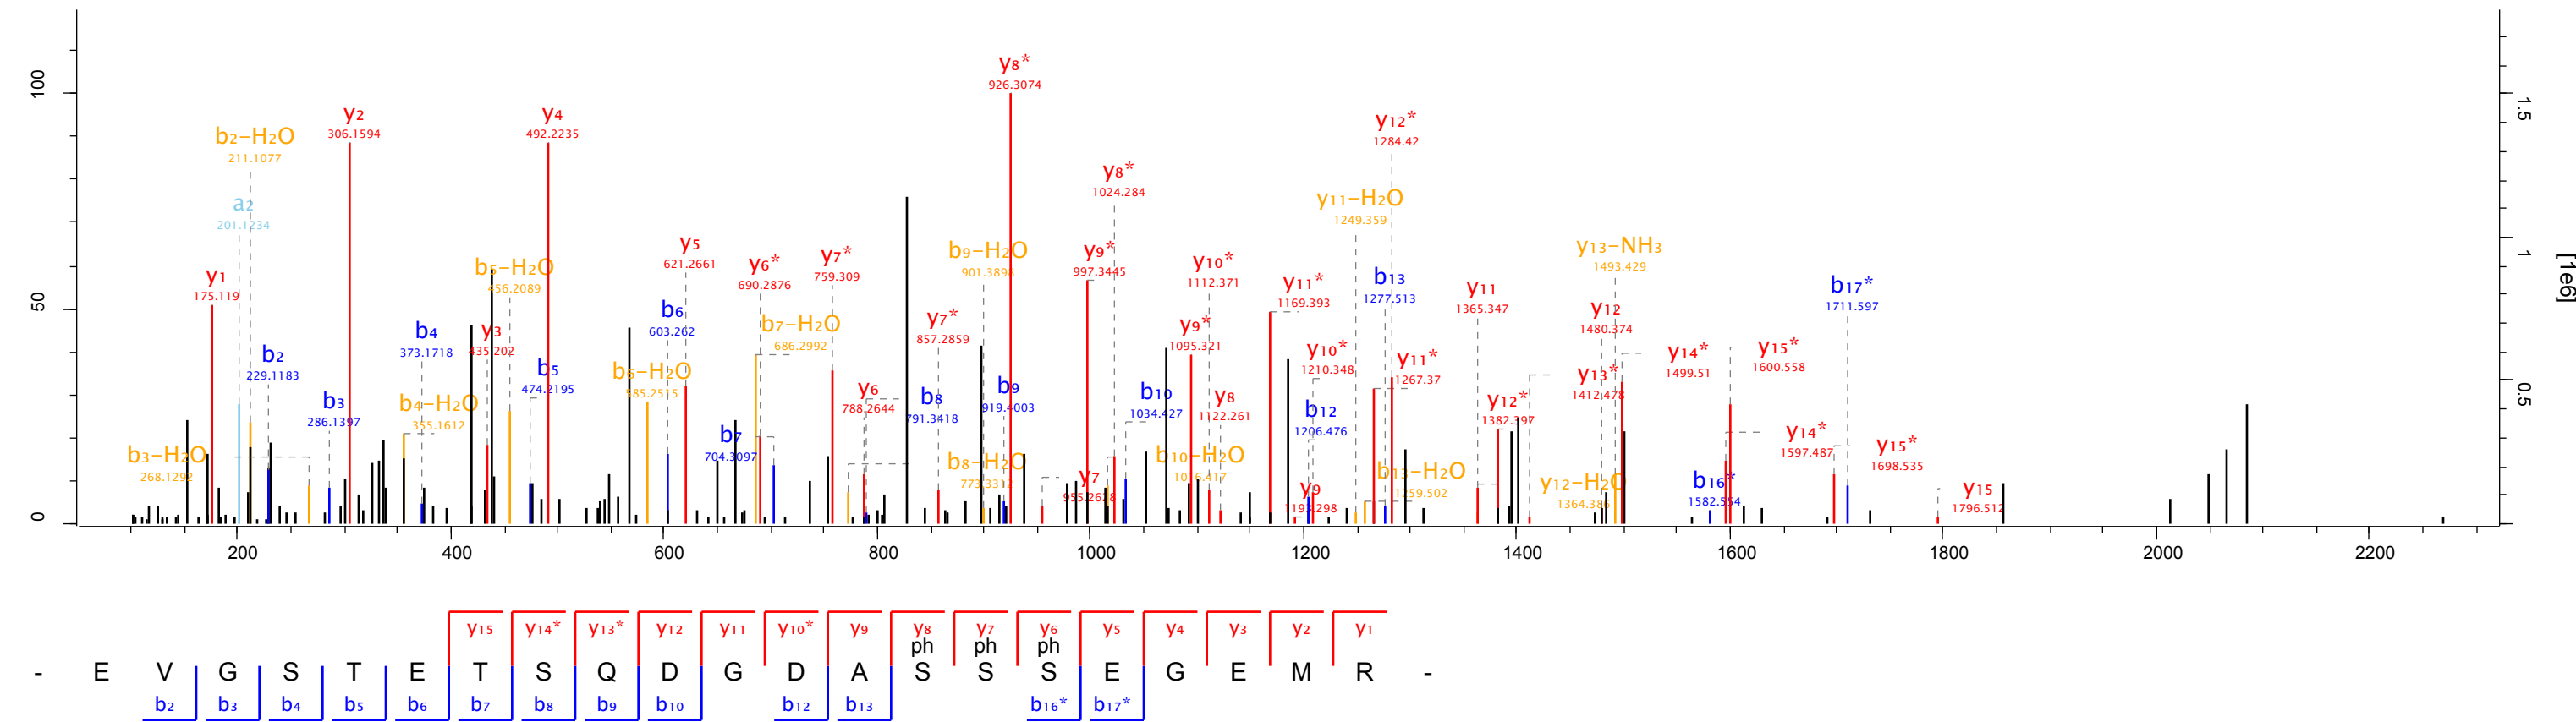 100
50
0
y1
175.119
a2
201.1234
b2–H2O
211.1077
b2
229.1183
b3–H2O
268.1292
b3
286.1397
y2
306.1594
b4–H2O
355.1612
b4
373.1718
y3
435.202
b5–H2O
456.2089
b5
474.2195
y4
492.2235
b6–H2O
585.2515
b6
603.262
y5
621.2661
b7–H2O
686.2992
y6*
690.2876
b7
704.3097
y7*
759.309
b8–H2O
773.3312
y6
788.2644
b8
791.3418
y7*
857.2859
b9–H2O
901.3898
b9
919.4003
y8*
926.3074
y7
955.2628
y9*
997.3445
b10–H2O
1016.417
y8*
1024.284
b10
1034.427
y9*
1095.321
y10*
1112.371
y8
1122.261
y11*
1169.393
y9
1193.298
b12
1206.476
y10*
1210.348
y11–H2O
1249.359
b13–H2O
1259.502
y11*
1267.37
b13
1277.513
y12*
1284.42
y12–H2O
1364.386
y11
1365.347
y12*
1382.397
y13*
1412.478
y12
1480.374
y13–NH3
1493.429
y14*
1499.51
b16*
1582.554
y14*
1597.487
y15*
1600.558
y15*
1698.535
b17*
1711.597
y15
1796.512
1.5
1
0.5
[1e6]
200 400 600 800 1000 1200 1400 1600 1800 2000 2200
y15 y14* y13* y12 y11 y10* y9 y8 y7 y6 y5 y4 y3 y2 y1
ph ph ph
- E V G S T E T S Q D G D A S S S E G E M R -
b2 b3 b4 b5 b6 b7 b8 b9 b10 b12 b13 b16* b17*